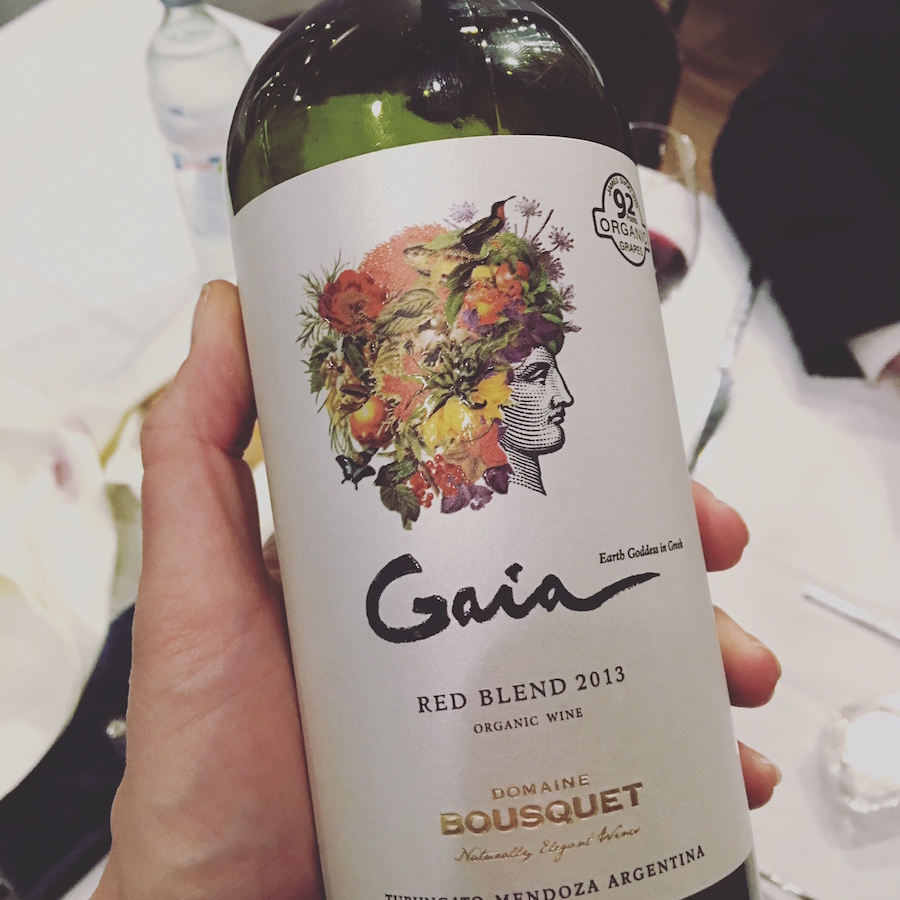 92
ORGANIC
GRAPES
Earth Goddess in Greek
Gaia
RED BLEND 2013
ORGANIC WINE
DOMAINE
BOUSQUET
Naturally Elegant Wines
TUPUNGATO MENDOZA ARGENTINA